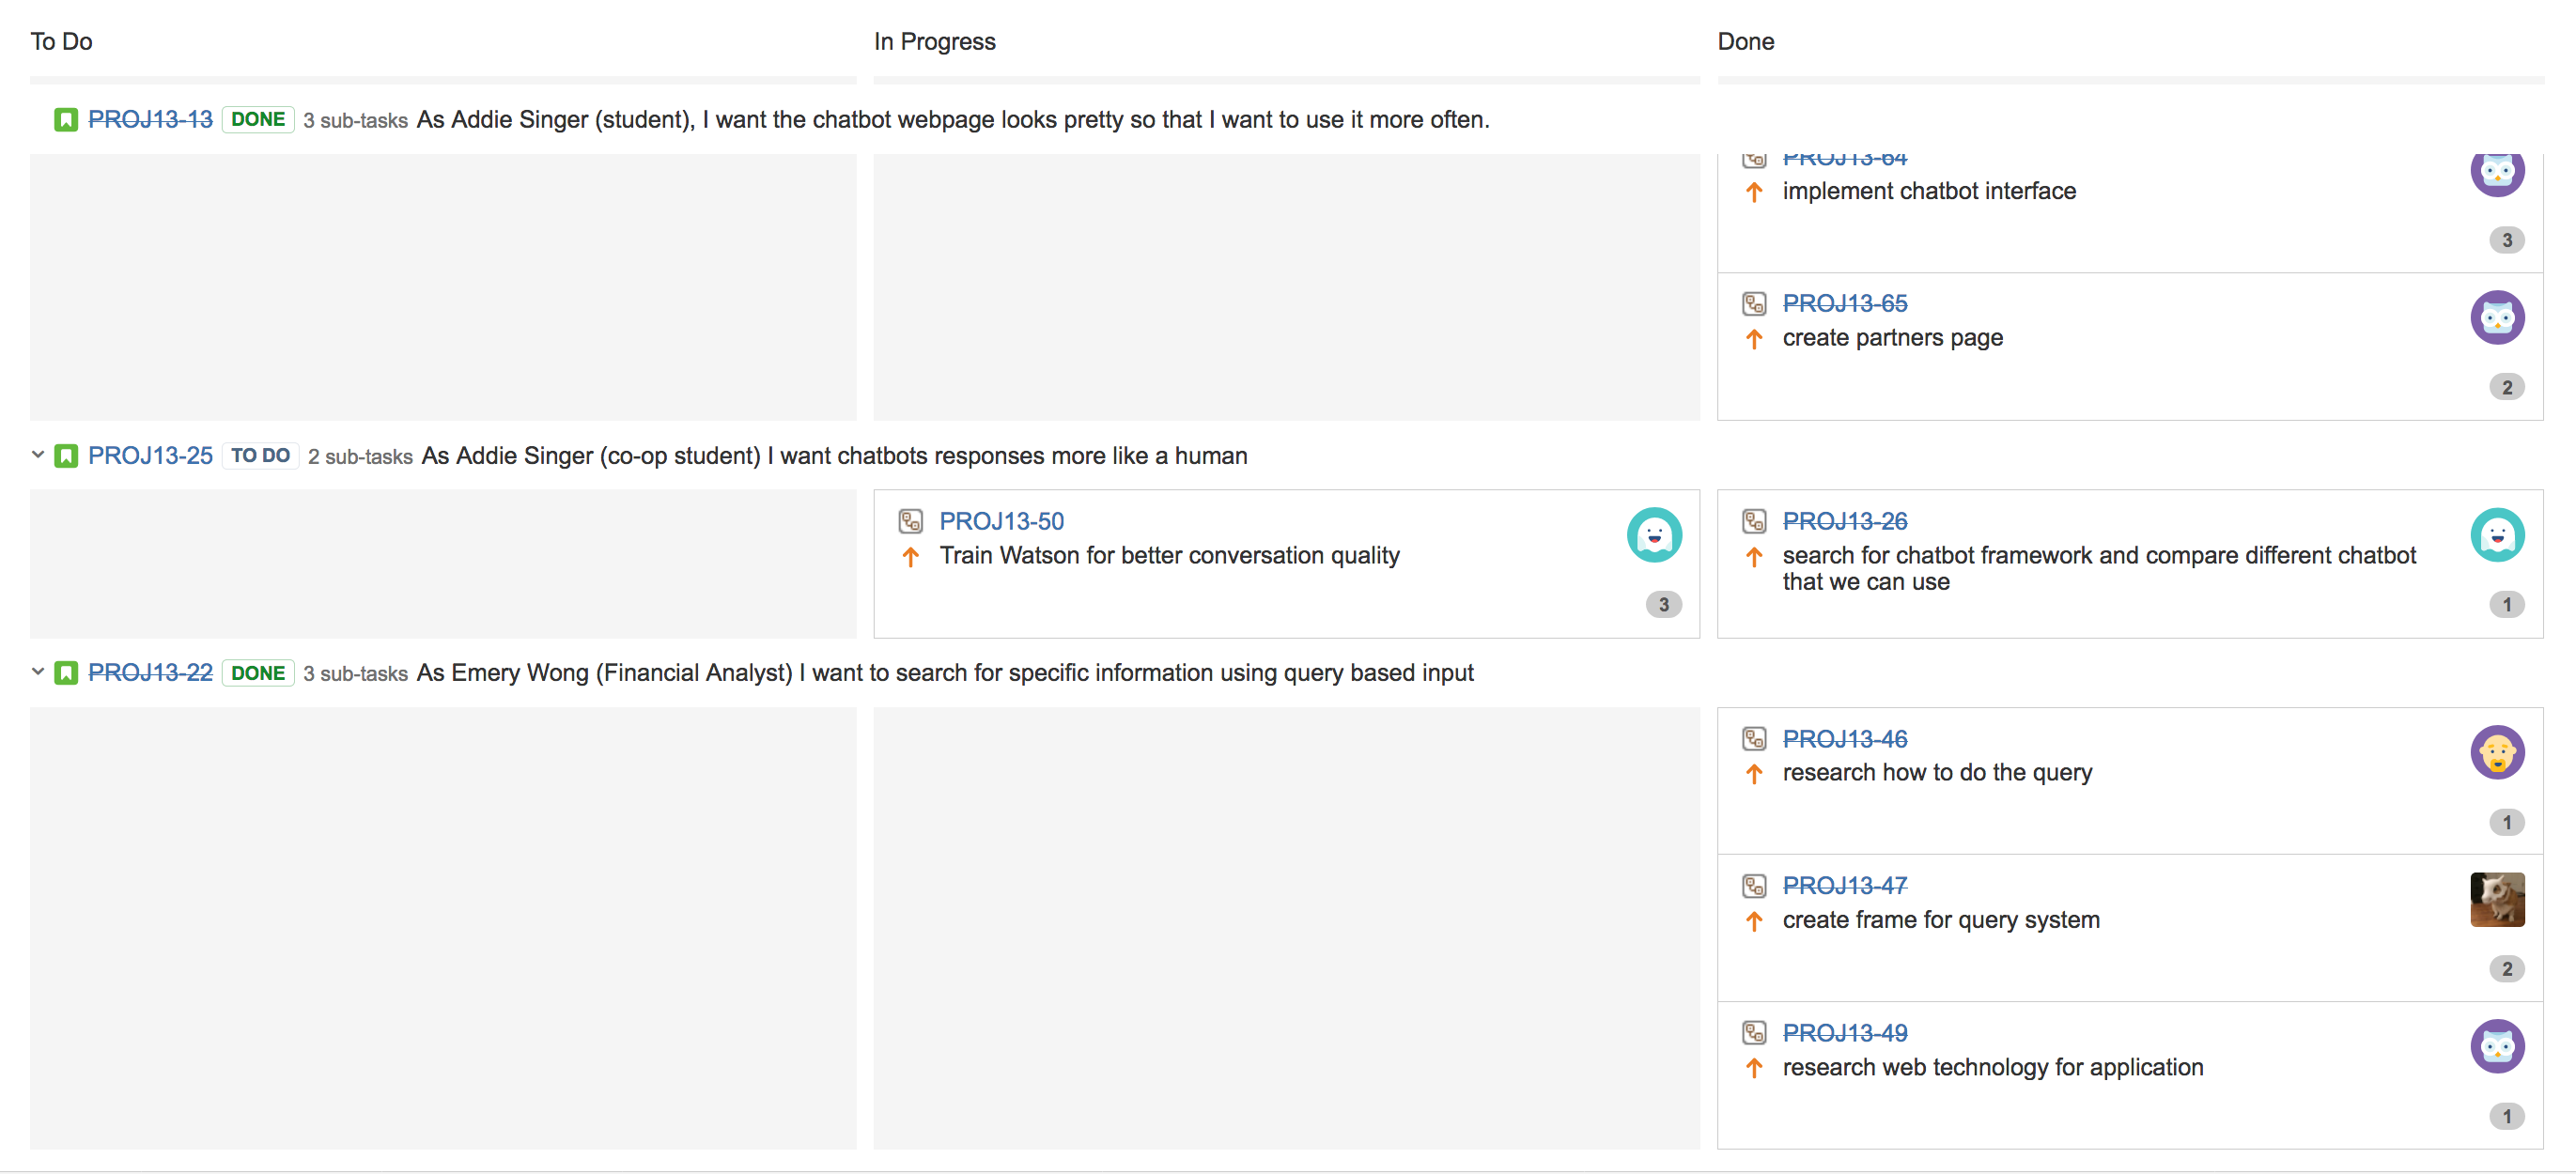 To Do
In Progress
Done
PROJ13-13 DONE 3 sub-tasks As Addie Singer (student), I want the chatbot webpage looks pretty so that I want to use it more often.
PROJ13-64
implement chatbot interface
3
PROJ13-65
create partners page
2
PROJ13-25 TO DO 2 sub-tasks As Addie Singer (co-op student) I want chatbots responses more like a human
PROJ13-50
Train Watson for better conversation quality
3
PROJ13-26
search for chatbot framework and compare different chatbot
that we can use
1
PROJ13-22 DONE 3 sub-tasks As Emery Wong (Financial Analyst) I want to search for specific information using query based input
PROJ13-46
research how to do the query
1
PROJ13-47
create frame for query system
2
PROJ13-49
research web technology for application
1